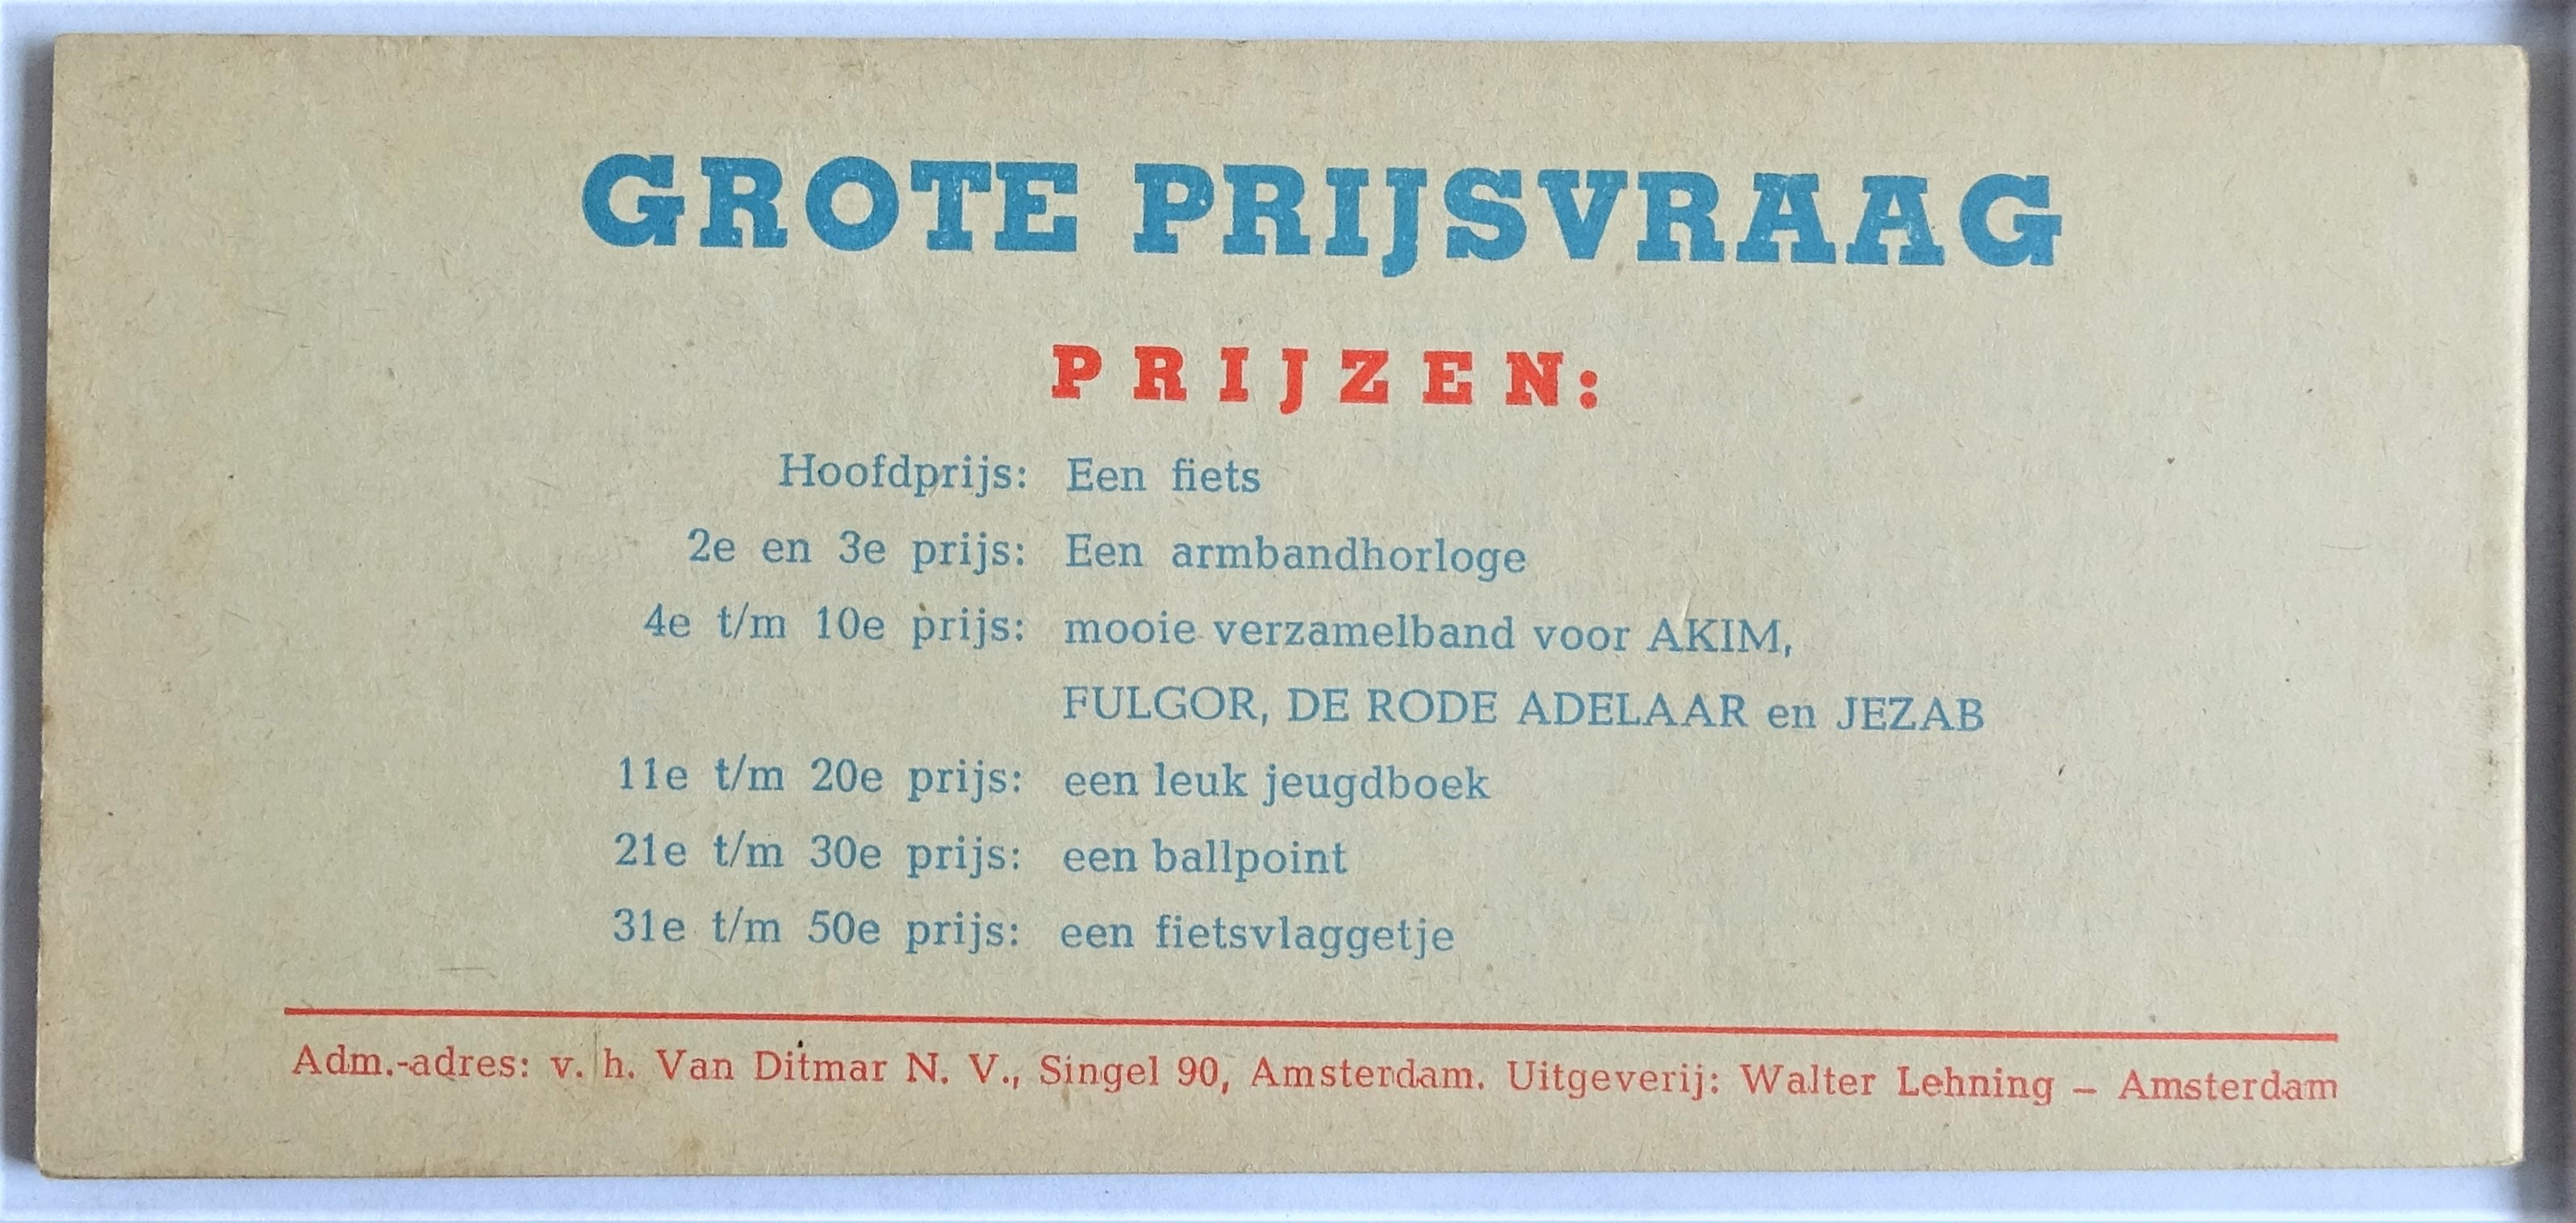 GROTE PRIJSVRAAG
PRIJZEN:
Hoofdprijs: Een fiets
2e en 3e prijs: Een armbandhorloge
4e t/m 10e prijs: mooie verzamelband voor AKIM,
FULGOR, DE RODE ADELAAR en JEZAB
11e t/m 20e prijs: een leuk jeugdboek
21e t/m 30e prijs: een ballpoint
31e t/m 50e prijs: een fietsvlaggetje
Adm.-adres: v. h. Van Ditmar N. V., Singel 90, Amsterdam. Uitgeverij: Walter Lehning – Amsterdam